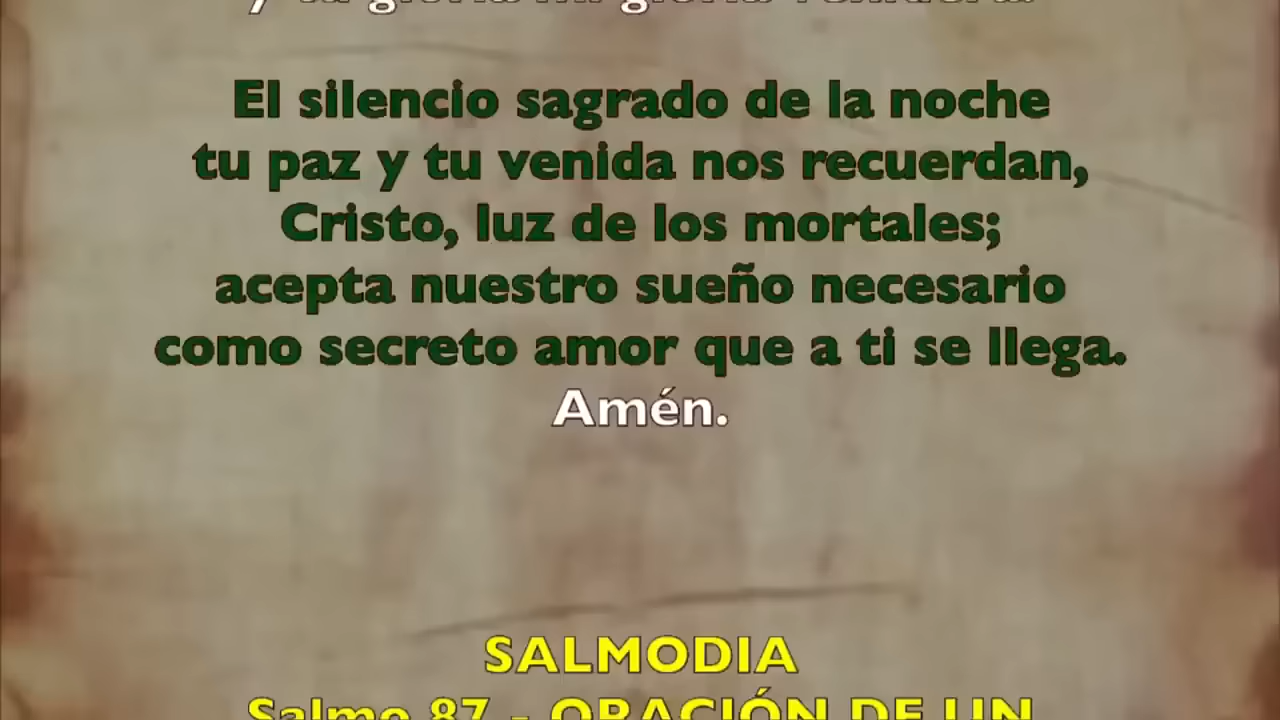 y tu gloria mi gloria venidera.
El silencio sagrado de la noche
tu paz y tu venida nos recuerdan,
Cristo, luz de los mortales;
acepta nuestro sueño necesario
como secreto amor que a ti se llega.
Amén.
SALMODIA
Salmo 87 - ORACIÓN DE UN